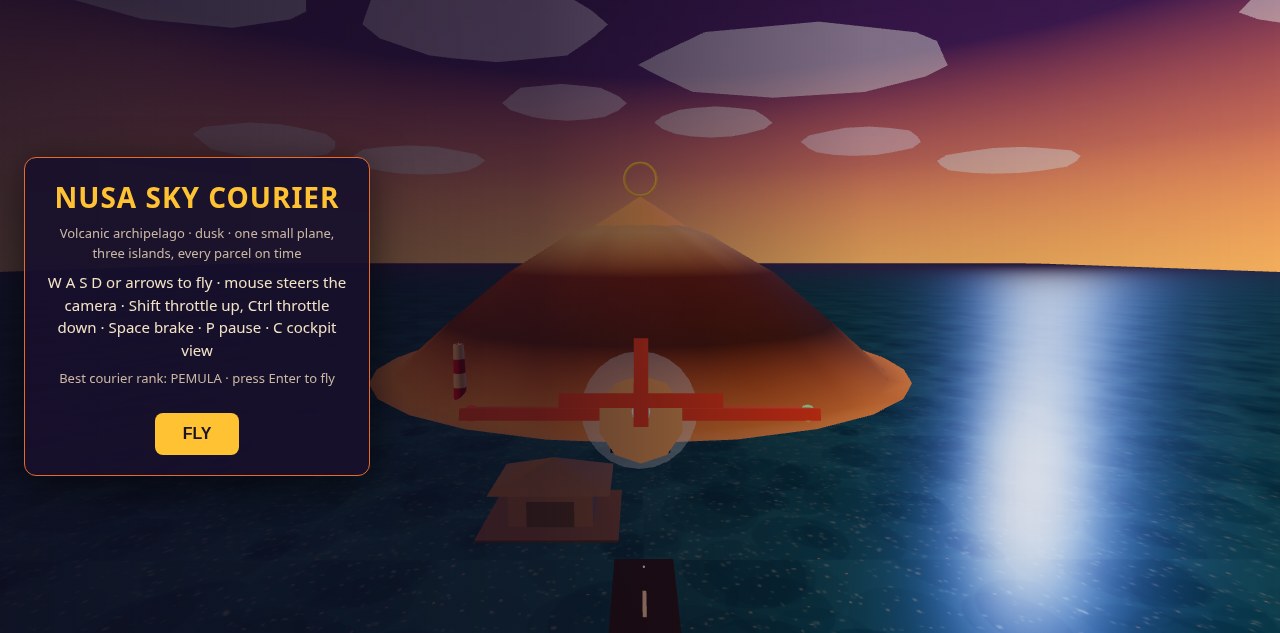 NUSA SKY COURIER
Volcanic archipelago · dusk · one small plane,
three islands, every parcel on time
W A S D or arrows to fly · mouse steers the
camera · Shift throttle up, Ctrl throttle
down · Space brake · P pause · C cockpit
view
Best courier rank: PEMULA · press Enter to fly
FLY